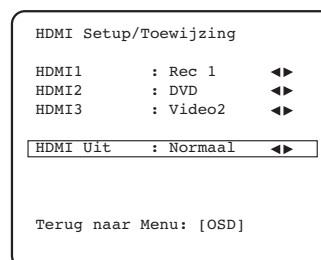 HDMI Setup/Toewijzing
HDMI1 : Rec 1 ◄►
HDMI2 : DVD ◄►
HDMI3 : Video2 ◄►
HDMI Uit : Normaal ◄►
Terug naar Menu: [OSD]